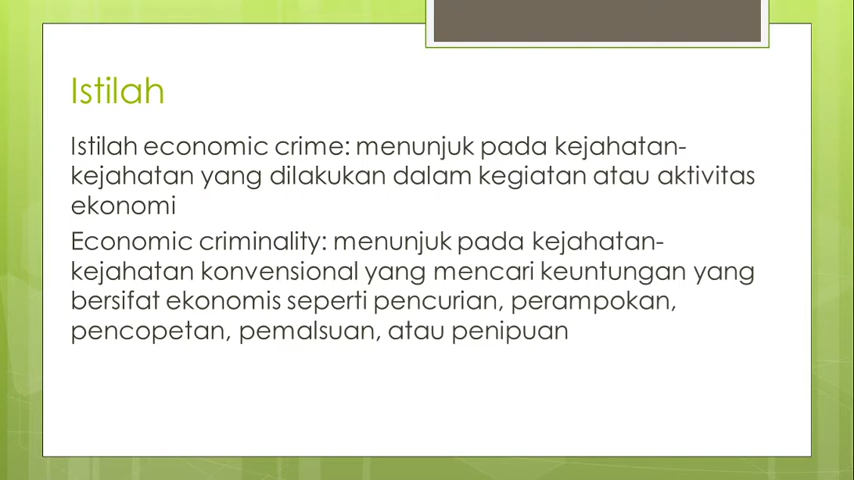 Istilah
Istilah economic crime: menunjuk pada kejahatan-
kejahatan yang dilakukan dalam kegiatan atau aktivitas
ekonomi
Economic criminality: menunjuk pada kejahatan-
kejahatan konvensional yang mencari keuntungan yang
bersifat ekonomis seperti pencurian, perampokan,
pencopetan, pemalsuan, atau penipuan